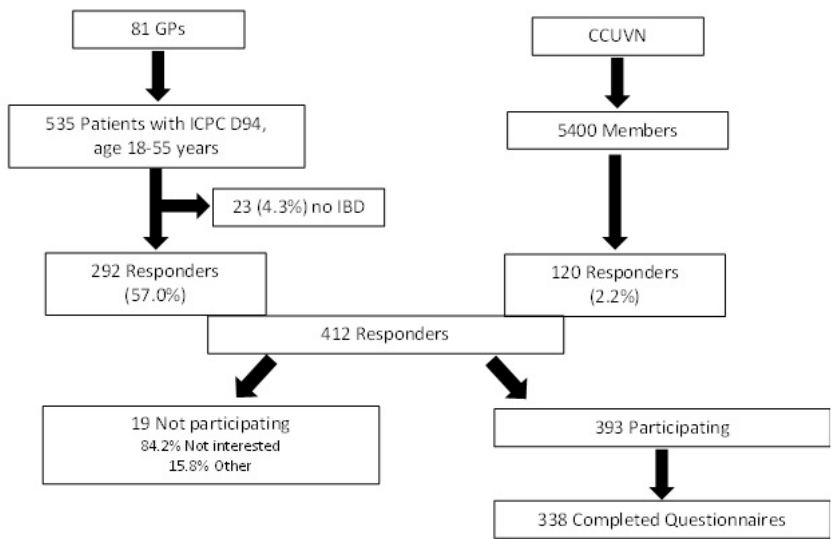 81 GPs
CCUVN
535 Patients with ICPC D94,
age 18-55 years
5400 Members
23 (4.3%) no IBD
292 Responders
(57.0%)
120 Responders
(2.2%)
412 Responders
19 Not participating
84.2% Not interested
15.8% Other
393 Participating
338 Completed Questionnaires